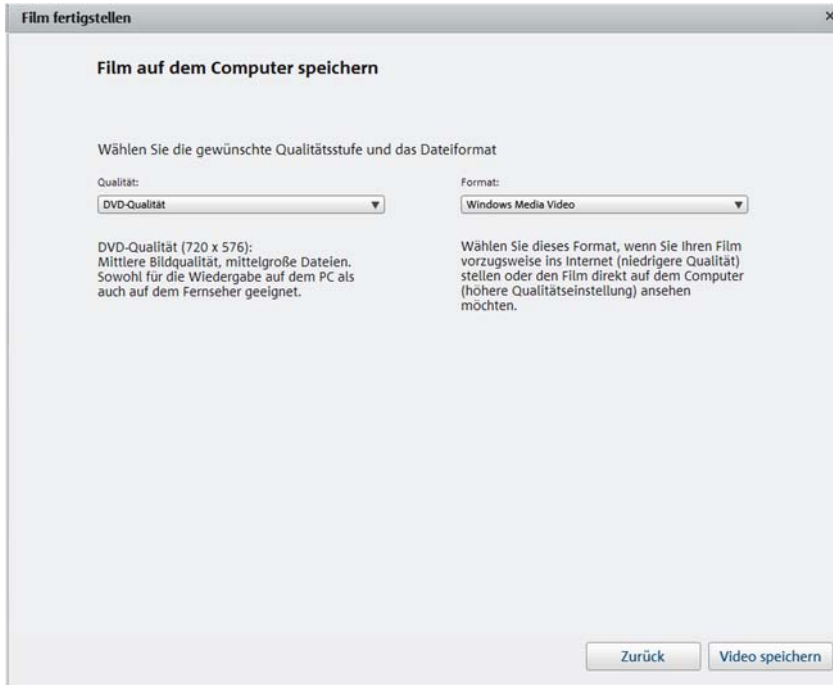 Film fertigstellen
Film auf dem Computer speichern
Wählen Sie die gewünschte Qualitätsstufe und das Dateiformat
Qualität:
DVD-Qualität
DVD-Qualität (720 x 576):
Mittlere Bildqualität, mittelgroße Dateien.
Sowohl für die Wiedergabe auf dem PC als
auch auf dem Fernseher geeignet.
Format:
Windows Media Video
Wählen Sie dieses Format, wenn Sie Ihren Film
vorzugsweise ins Internet (niedrigere Qualität)
stellen oder den Film direkt auf dem Computer
(höhere Qualitätseinstellung) ansehen
möchten.
Zurück
Video speichern